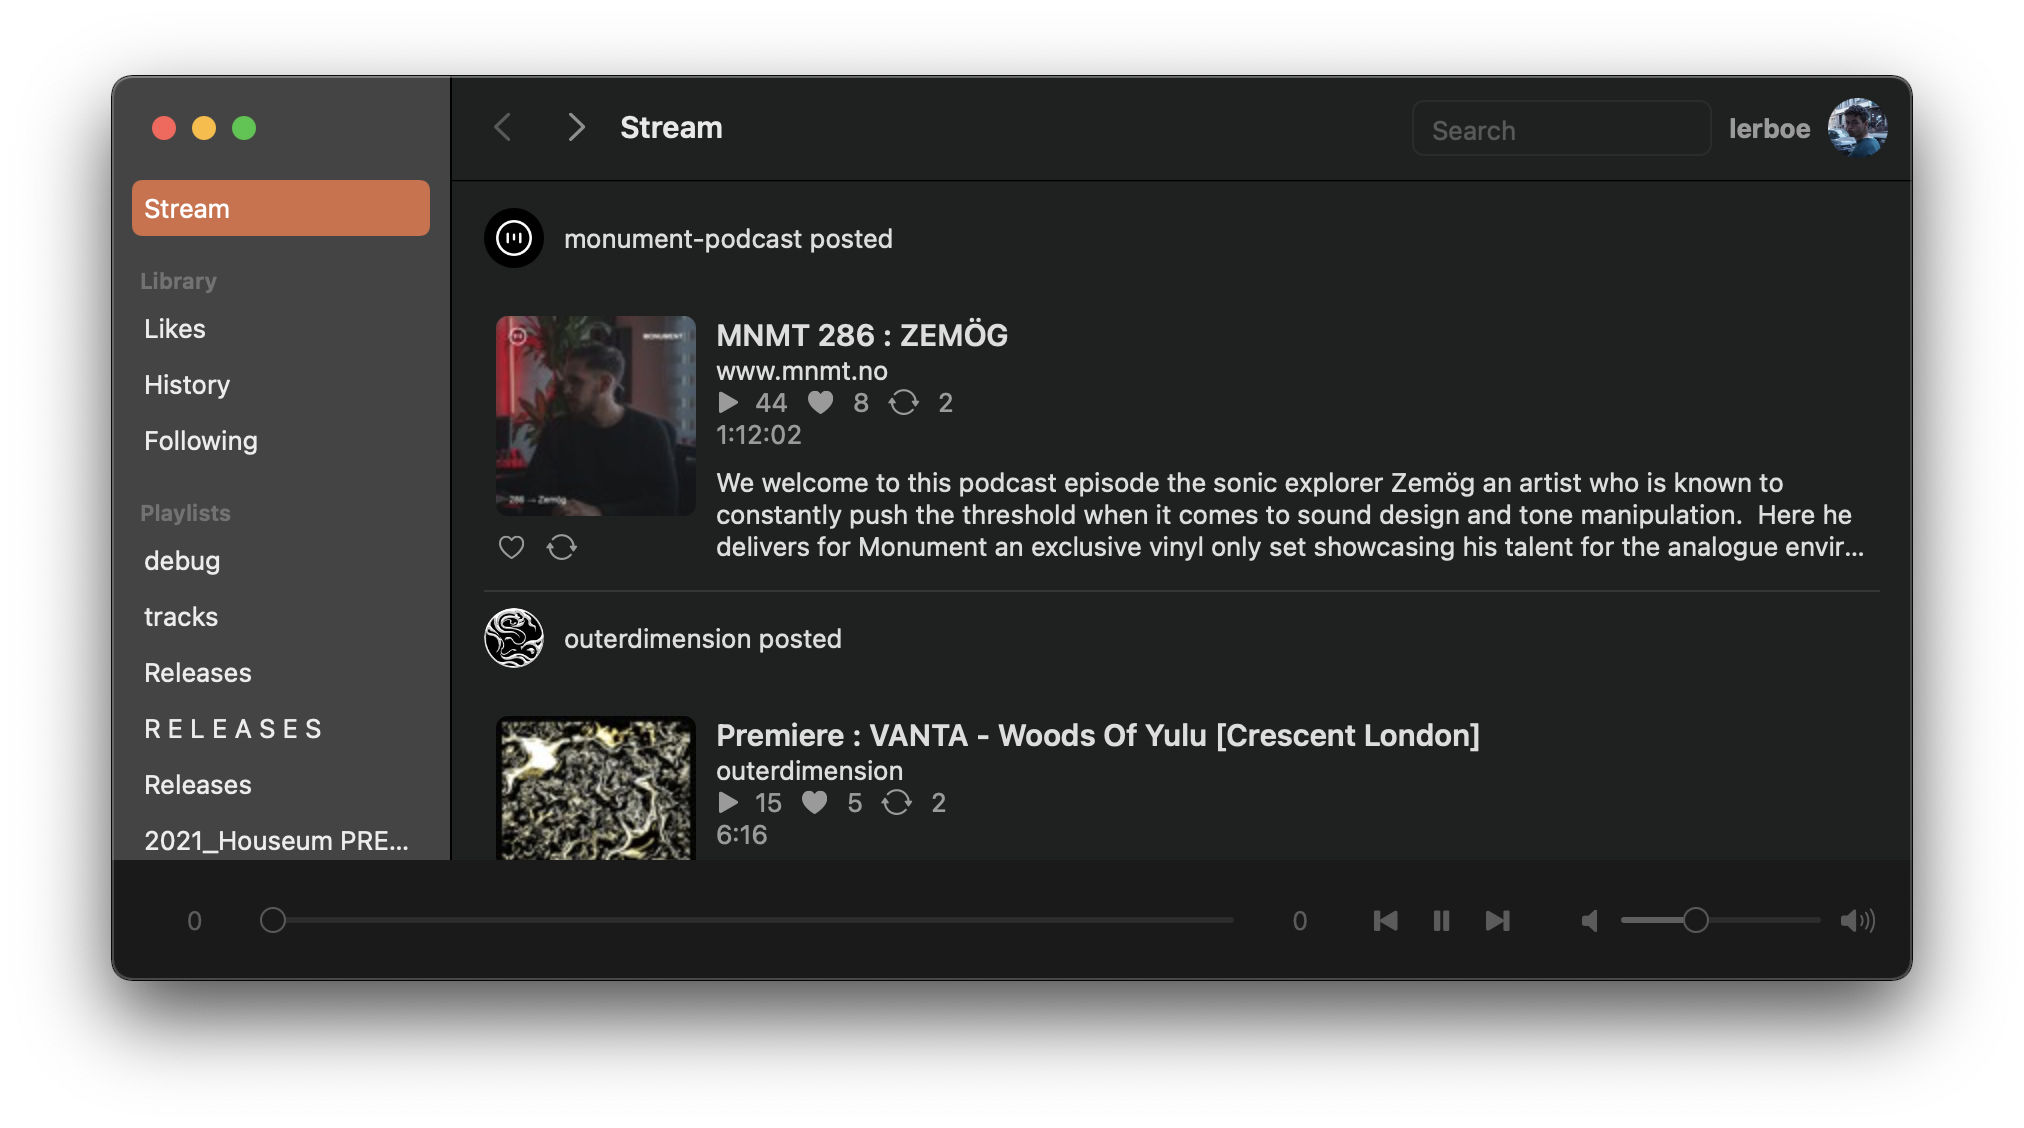 Stream
Library
Likes
History
Following
Playlists
debug
tracks
Releases
R E L E A S E S
Releases
2021_Houseum PRE...
Stream
Search
lerboe
monument-podcast posted
MONUMENT
286 — Zemög
MNMT 286 : ZEMÖG
www.mnmt.no
44 8 2
1:12:02
We welcome to this podcast episode the sonic explorer Zemög an artist who is known to
constantly push the threshold when it comes to sound design and tone manipulation.  Here he
delivers for Monument an exclusive vinyl only set showcasing his talent for the analogue envir...
outerdimension posted
Premiere : VANTA - Woods Of Yulu [Crescent London]
outerdimension
15 5 2
6:16
0
0